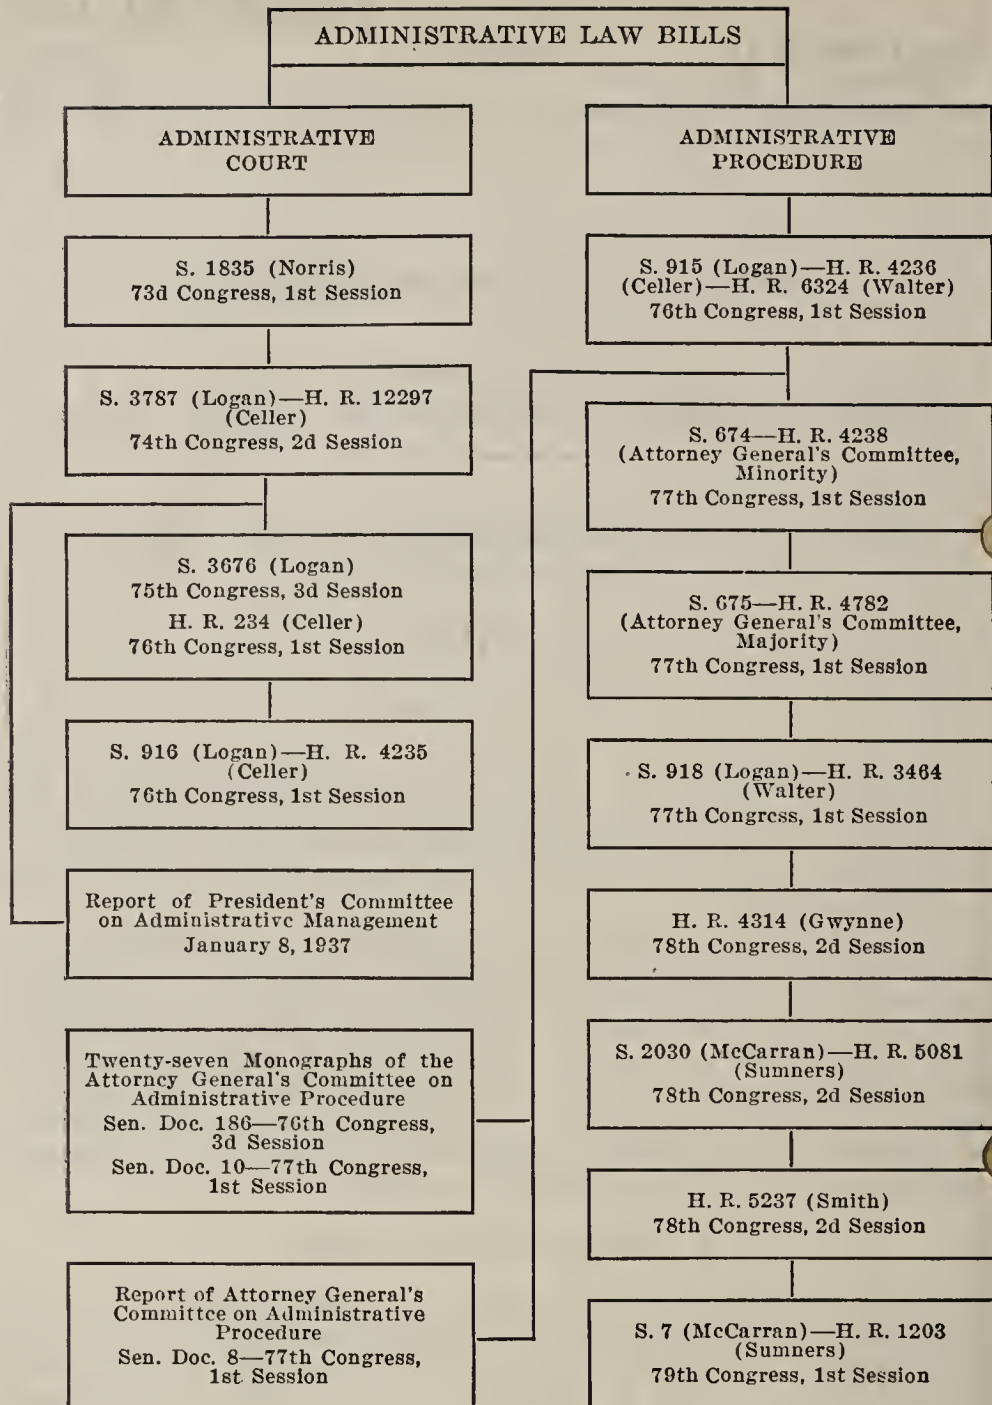 ADMINISTRATIVE LAW BILLS
ADMINISTRATIVE
COURT
S. 1835 (Norris)
73d Congress, 1st Session
S. 3787 (Logan)—H. R. 12297
(Celler)
74th Congress, 2d Session
S. 3676 (Logan)
75th Congress, 3d Session
H. R. 234 (Celler)
76th Congress, 1st Session
S. 916 (Logan)—H. R. 4235
(Celler)
76th Congress, 1st Session
Report of President's Committee
on Administrative Management
January 8, 1937
Twenty-seven Monographs of the
Attorney General's Committee on
Administrative Procedure
Sen. Doc. 186—76th Congress,
3d Session
Sen. Doc. 10—77th Congress,
1st Session
Report of Attorney General's
Committee on Administrative
Procedure
Sen. Doc. 8—77th Congress,
1st Session
ADMINISTRATIVE
PROCEDURE
S. 915 (Logan)—H. R. 4236
(Celler)—H. R. 6324 (Walter)
76th Congress, 1st Session
S. 674—H. R. 4238
(Attorney General's Committee,
Minority)
77th Congress, 1st Session
S. 675—H. R. 4782
(Attorney General's Committee,
Majority)
77th Congress, 1st Session
S. 918 (Logan)—H. R. 3464
(Walter)
77th Congress, 1st Session
H. R. 4314 (Gwynne)
78th Congress, 2d Session
S. 2030 (McCarran)—H. R. 5081
(Sumners)
78th Congress, 2d Session
H. R. 5237 (Smith)
78th Congress, 2d Session
S. 7 (McCarran)—H. R. 1203
(Sumners)
79th Congress, 1st Session